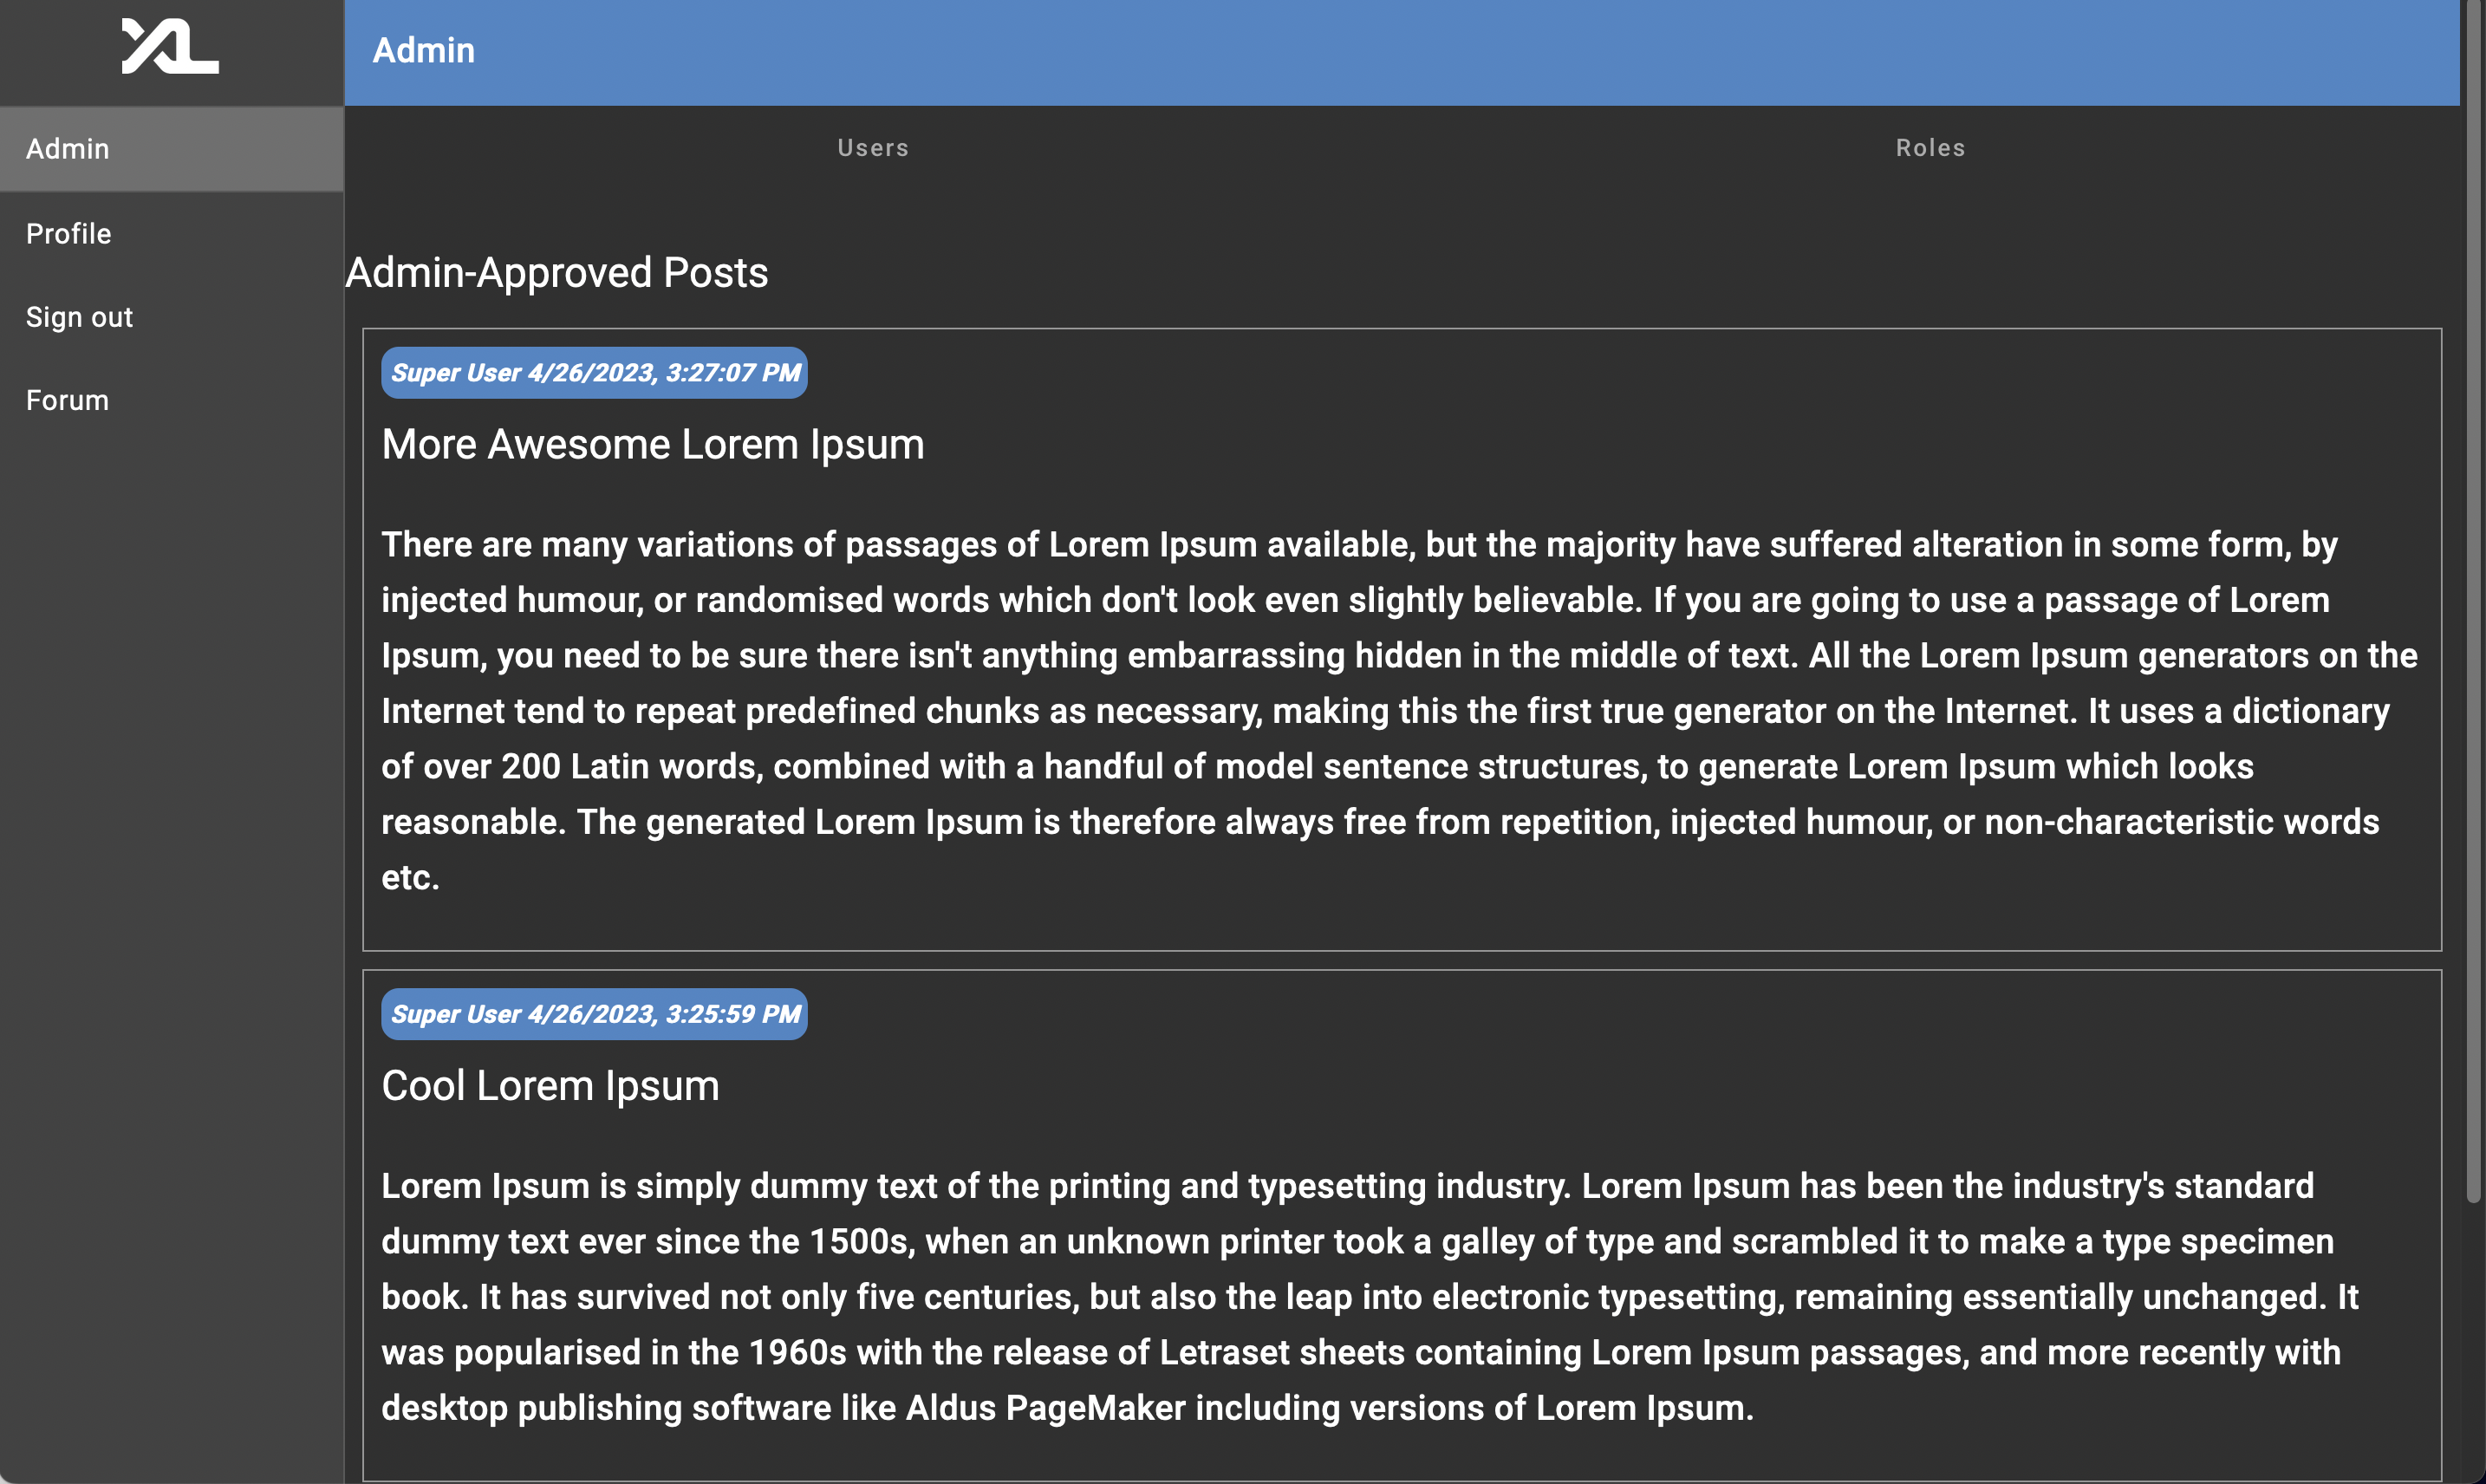 XL
Admin
Admin
Profile
Sign out
Forum
Users
Roles
Admin-Approved Posts
Super User 4/26/2023, 3:27:07 PM
More Awesome Lorem Ipsum
There are many variations of passages of Lorem Ipsum available, but the majority have suffered alteration in some form, by
injected humour, or randomised words which don't look even slightly believable. If you are going to use a passage of Lorem
Ipsum, you need to be sure there isn't anything embarrassing hidden in the middle of text. All the Lorem Ipsum generators on the
Internet tend to repeat predefined chunks as necessary, making this the first true generator on the Internet. It uses a dictionary
of over 200 Latin words, combined with a handful of model sentence structures, to generate Lorem Ipsum which looks
reasonable. The generated Lorem Ipsum is therefore always free from repetition, injected humour, or non-characteristic words
etc.
Super User 4/26/2023, 3:25:59 PM
Cool Lorem Ipsum
Lorem Ipsum is simply dummy text of the printing and typesetting industry. Lorem Ipsum has been the industry's standard
dummy text ever since the 1500s, when an unknown printer took a galley of type and scrambled it to make a type specimen
book. It has survived not only five centuries, but also the leap into electronic typesetting, remaining essentially unchanged. It
was popularised in the 1960s with the release of Letraset sheets containing Lorem Ipsum passages, and more recently with
desktop publishing software like Aldus PageMaker including versions of Lorem Ipsum.